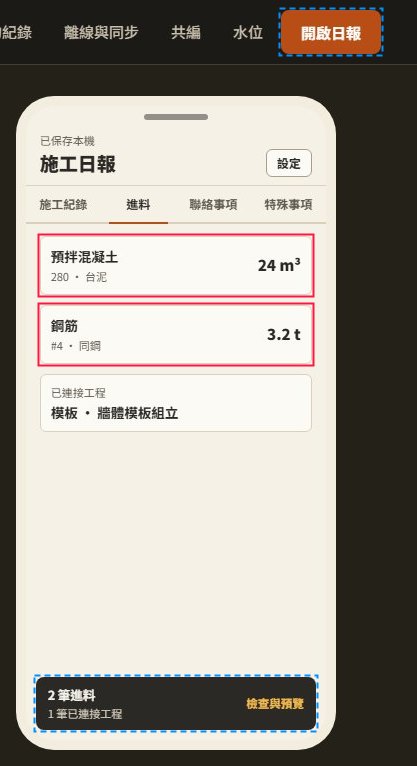 紀錄 離線與同步 共編 水位 開啟日報
已保存本機
施工日報
設定
施工紀錄 進料 聯絡事項 特殊事項
預拌混凝土
24 m³
280 · 台泥
鋼筋
3.2 t
#4 · 同鋼
已連接工程
模板 · 牆體模板組立
2 筆進料
檢查與預覽
1 筆已連接工程